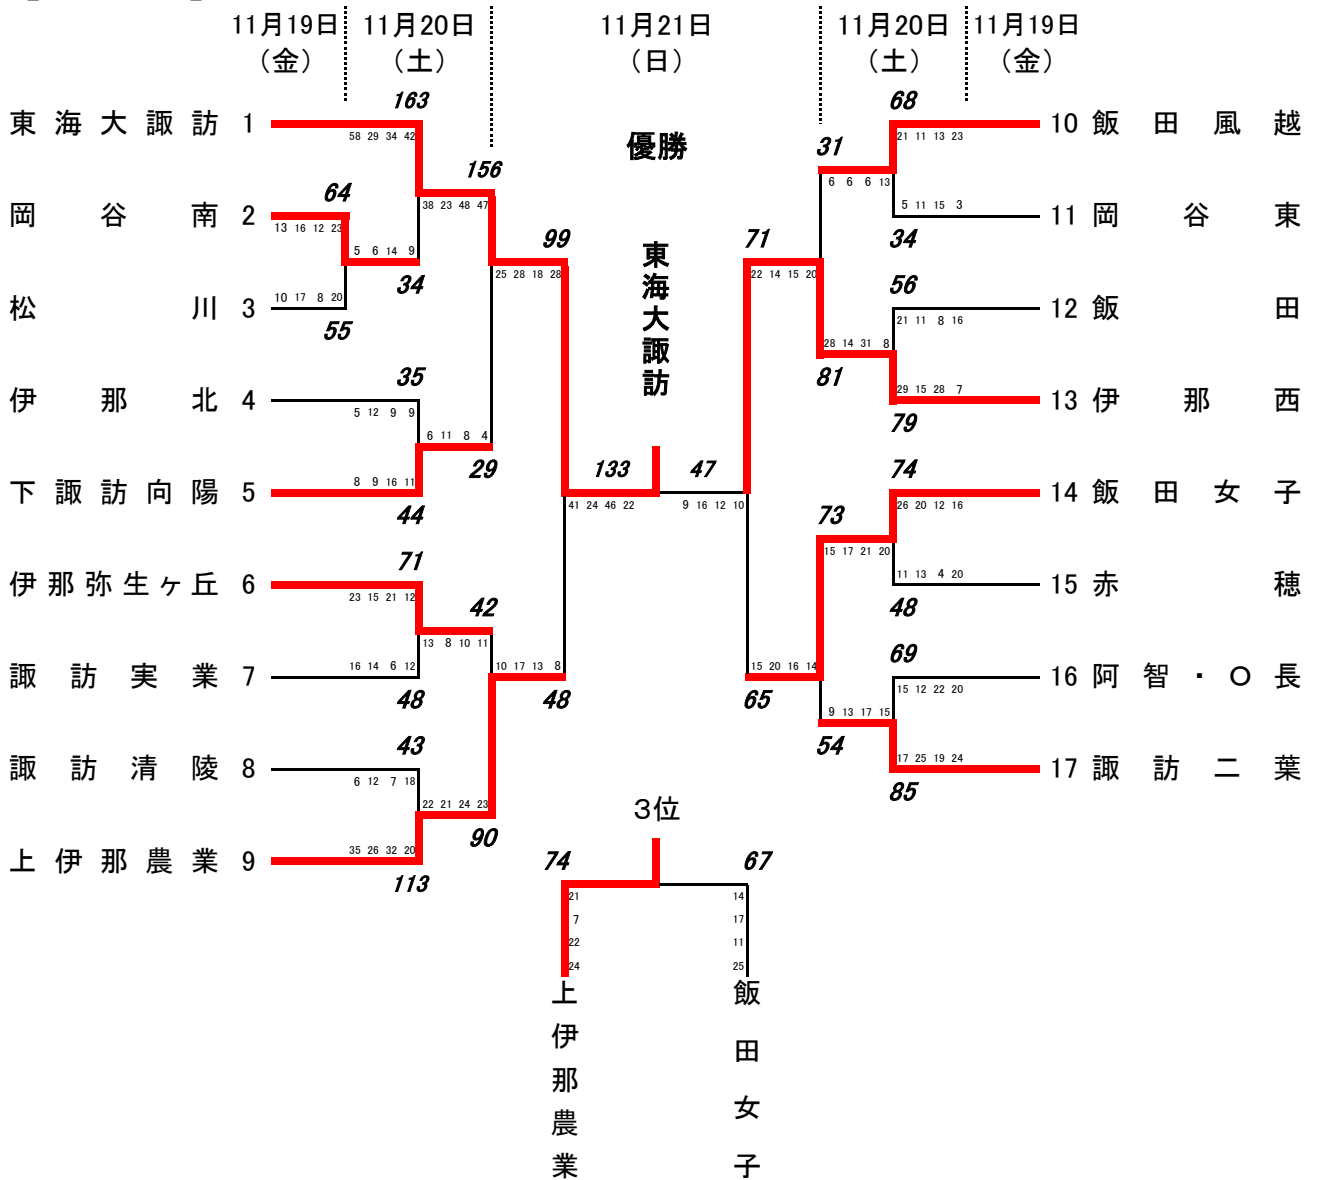 11月19日 11月20日 11月21日 11月20日 11月19日
(金) (土) (日) (土) (金)
優勝
東海大諏訪
東海大諏訪 1
岡谷南 2
松川 3
伊那北 4
下諏訪向陽 5
伊那弥生ヶ丘 6
諏訪実業 7
諏訪清陵 8
上伊那農業 9
163
58 29 34 42
64
13 16 12 23
5 6 14 9
34
10 17 8 20
55
156
38 23 48 47
35
5 12 9 9
6 11 8 4
29
8 9 16 11
44
71
23 15 21 12
42
13 8 10 11
16 14 6 12
48
43
6 12 7 18
22 21 24 23
90
35 26 32 20
113
99
25 28 18 28
10 17 13 8
48
133
41 24 46 22
47
9 16 12 10
71
22 14 15 20
15 20 16 14
65
31
6 6 6 13
28 14 31 8
81
73
15 17 21 20
9 13 17 15
54
68
21 11 13 23
5 11 15 3
34
56
21 11 8 16
29 15 28 7
79
74
26 20 12 16
11 13 4 20
48
69
15 12 22 20
17 25 19 24
85
10 飯田風越
11 岡谷東
12 飯田
13 伊那西
14 飯田女子
15 赤穂
16 阿智・O長
17 諏訪二葉
3位
74
21
7
22
24
上伊那農業
67
14
17
11
25
飯田女子